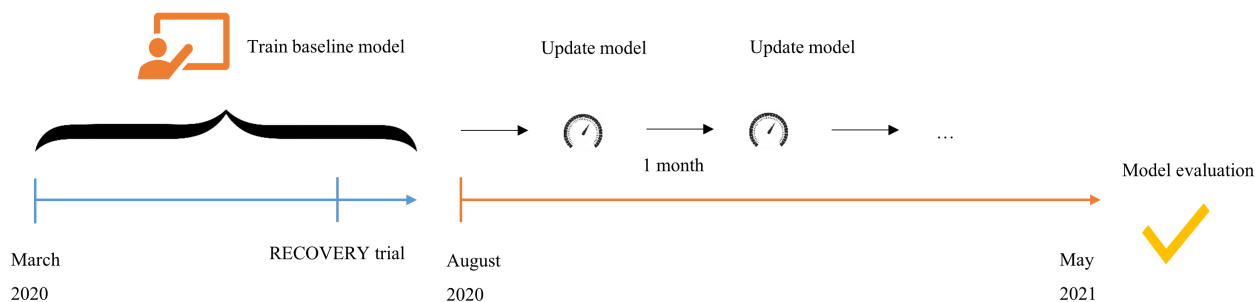 Train baseline model
Update model
Update model
...
1 month
Model evaluation
RECOVERY trial
March
2020
August
2020
May
2021